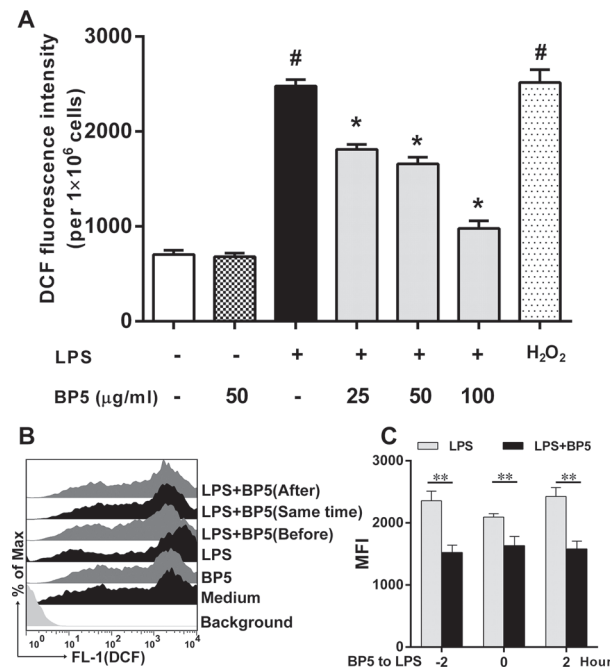 A
DCF fluorescence intensity
(per 1×10⁶ cells)
3000
2000
1000
0
#
*
*
*
#
LPS - - + + + + H₂O₂
BP5 (μg/ml) - 50 - 25 50 100
B
% of Max
LPS+BP5(After)
LPS+BP5(Same time)
LPS+BP5(Before)
LPS
BP5
Medium
Background
10⁰ 10¹ 10² 10³ 10⁴
FL-1(DCF)
C
LPS LPS+BP5
MFI
3000
2000
1000
0
** ** **
BP5 to LPS -2 0 2 Hour